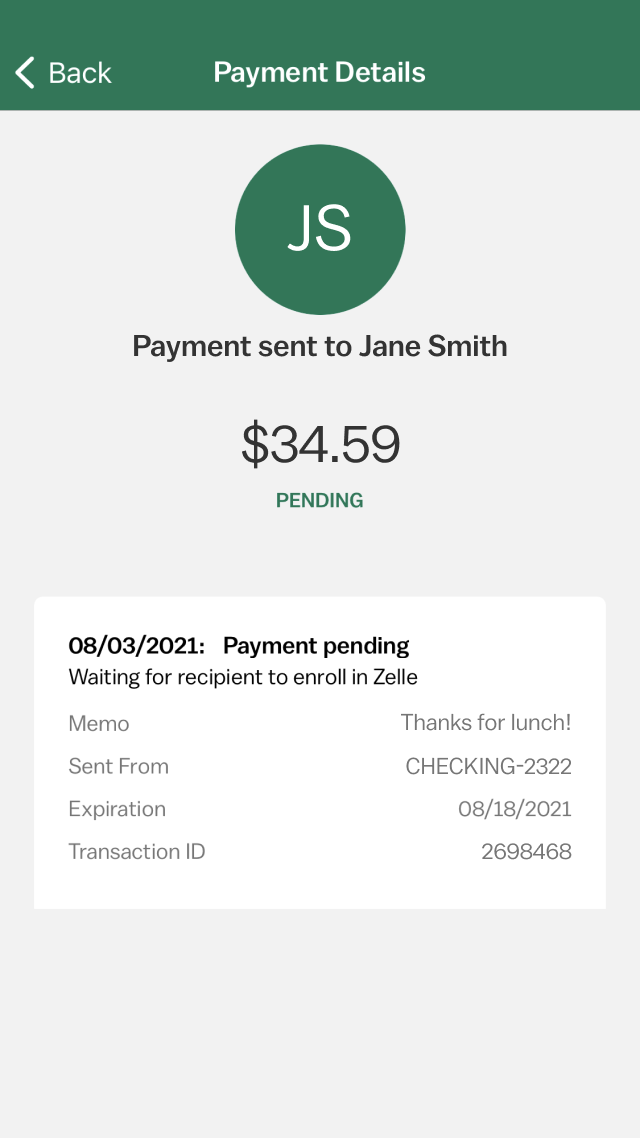 Back Payment Details
JS
Payment sent to Jane Smith
$34.59
PENDING
08/03/2021: Payment pending
Waiting for recipient to enroll in Zelle
Memo Thanks for lunch!
Sent From CHECKING-2322
Expiration 08/18/2021
Transaction ID 2698468